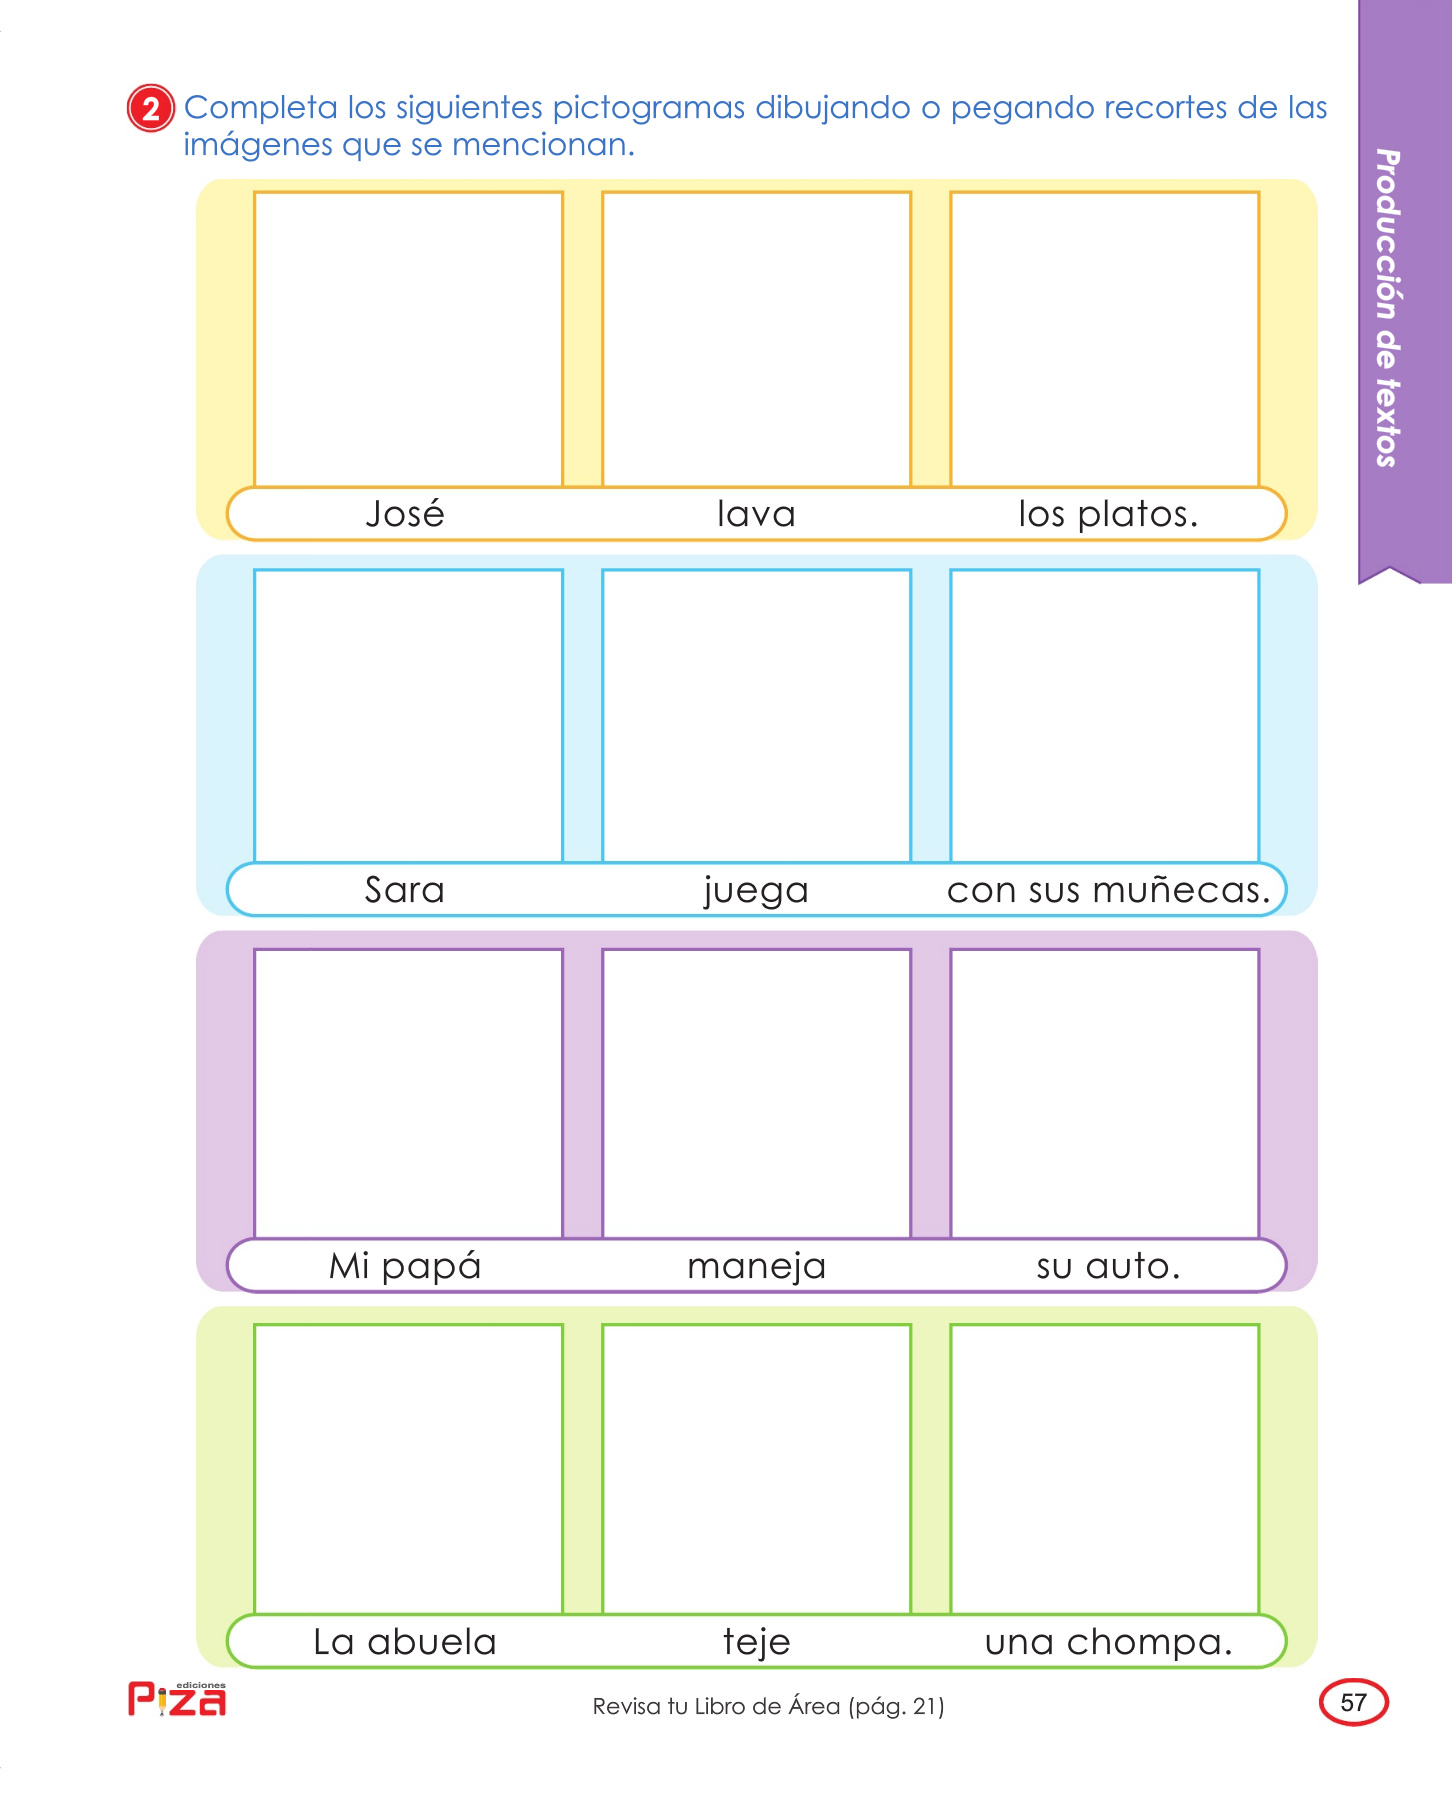 2 Completa los siguientes pictogramas dibujando o pegando recortes de las
imágenes que se mencionan.
Producción de textos
José lava los platos.
Sara juega con sus muñecas.
Mi papá maneja su auto.
La abuela teje una chompa.
ediciones
Piza
Revisa tu Libro de Área (pág. 21)
57